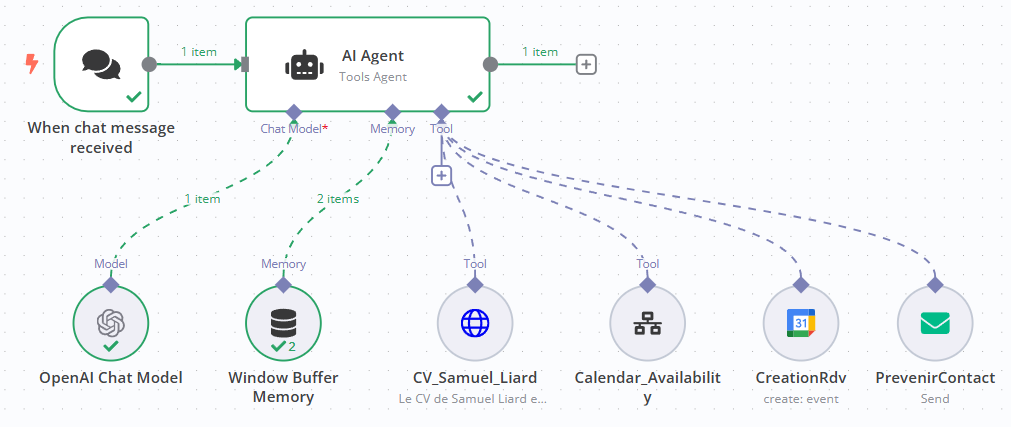 1 item
AI Agent
Tools Agent
1 item
When chat message
received
Chat Model*
Memory
Tool
1 item
2 items
Model
Memory
Tool
Tool
31
2
OpenAI Chat Model
Window Buffer
Memory
CV_Samuel_Liard
Le CV de Samuel Liard e...
Calendar_Availabilit
y
CreationRdv
create: event
PrevenirContact
Send